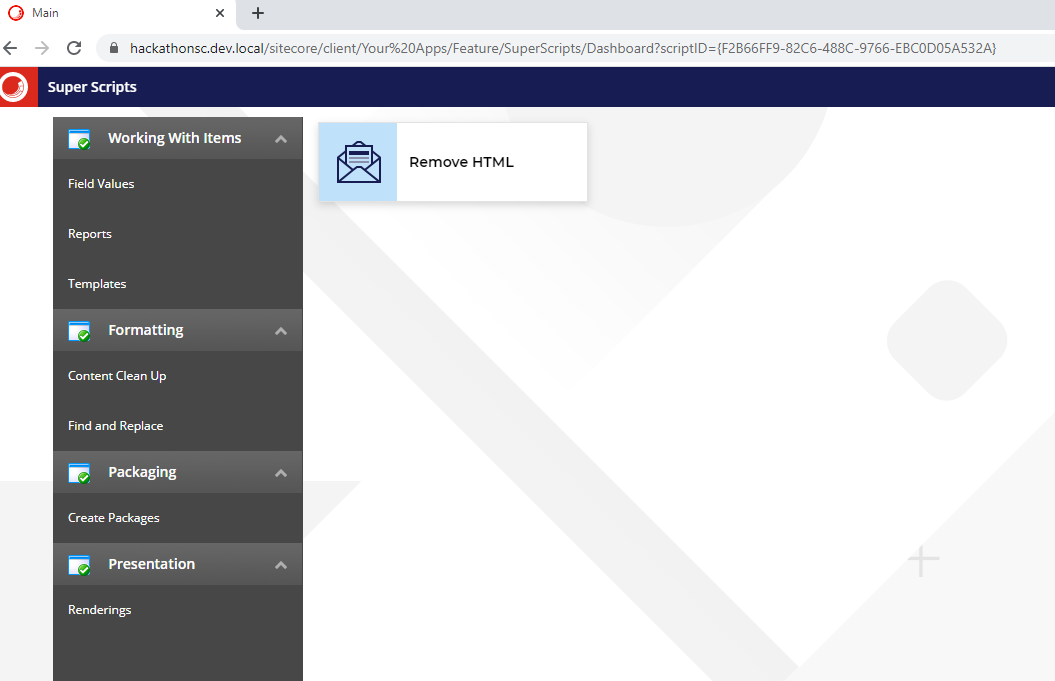 Main
hackathonsc.dev.local/sitecore/client/Your%20Apps/Feature/SuperScripts/Dashboard?scriptID={F2B66FF9-82C6-488C-9766-EBC0D05A532A}
Super Scripts
Working With Items
Remove HTML
Field Values
Reports
Templates
Formatting
Content Clean Up
Find and Replace
Packaging
Create Packages
Presentation
Renderings